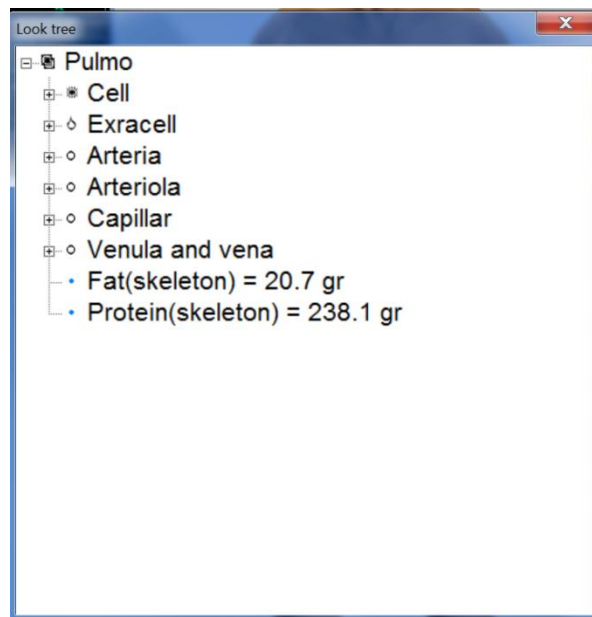 Look tree
Pulmo
Cell
Exracell
Arteria
Arteriola
Capillar
Venula and vena
Fat(skeleton) = 20.7 gr
Protein(skeleton) = 238.1 gr